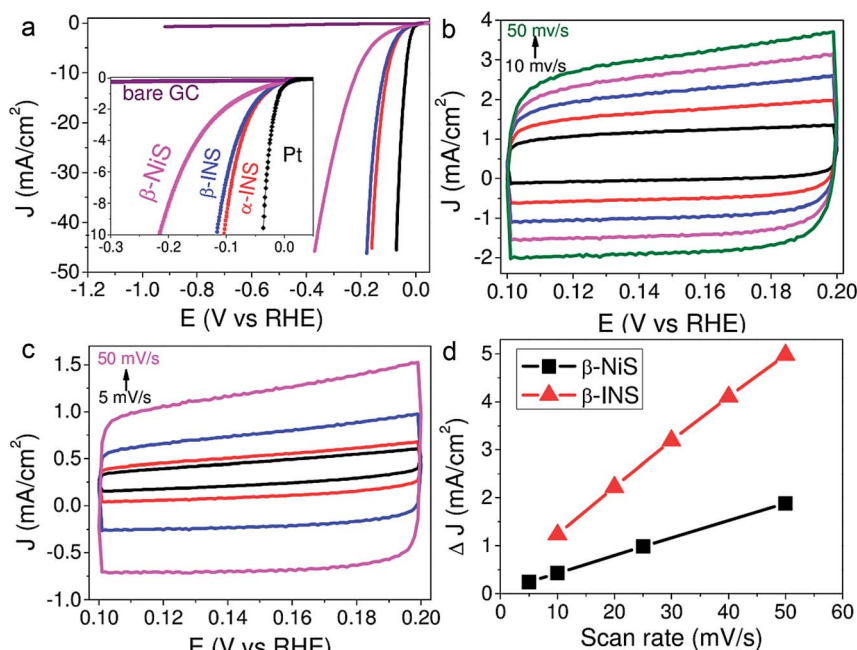 a
0
-10
-20
-30
-40
-50
J (mA/cm²)
-1.2 -1.0 -0.8 -0.6 -0.4 -0.2 0.0
E (V vs RHE)
0
-2
-4
-6
-8
-10
-0.3 -0.2 -0.1 0.0
bare GC
β-NiS
β-INS
α-INS
Pt
b
50 mv/s
10 mv/s
4
3
2
1
0
-1
-2
J (mA/cm²)
0.10 0.12 0.14 0.16 0.18 0.20
E (V vs RHE)
c
50 mV/s
5 mV/s
1.5
1.0
0.5
0.0
-0.5
-1.0
J (mA/cm²)
0.10 0.12 0.14 0.16 0.18 0.20
E (V vs RHE)
d
β-NiS
β-INS
5
4
3
2
1
0
Δ J (mA/cm²)
0 10 20 30 40 50 60
Scan rate (mV/s)